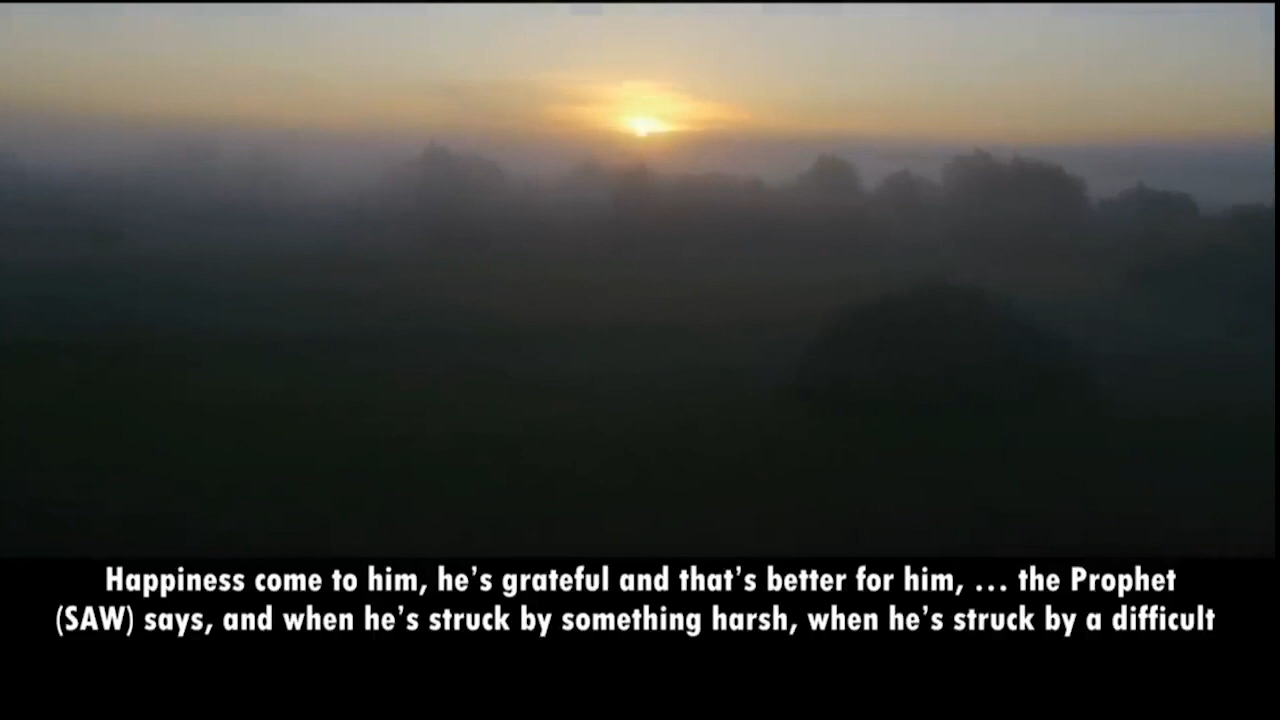 Happiness come to him, he’s grateful and that’s better for him, … the Prophet
(SAW) says, and when he’s struck by something harsh, when he’s struck by a difficult